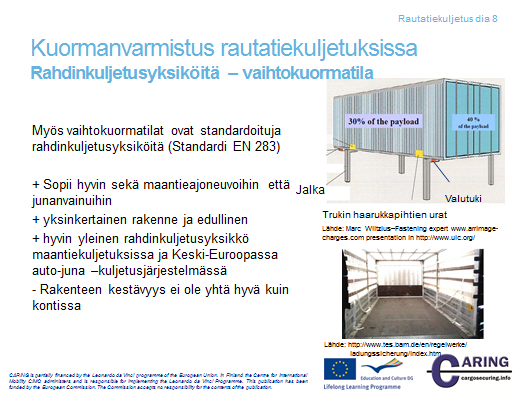 Rautatiekuljetus dia 8
Kuormanvarmistus rautatiekuljetuksissa
Rahdinkuljetusyksiköitä – vaihtokuormatila
Myös vaihtokuormatilat ovat standardoituja
rahdinkuljetusyksiköitä (Standardi EN 283)
+ Sopii hyvin sekä maantieajoneuvoihin että
junanvainuihin
+ yksinkertainen rakenne ja edullinen
+ hyvin yleinen rahdinkuljetusyksikkö
maantiekuljetuksissa ja Keski-Euroopassa
auto-juna –kuljetusjärjestelmässä
- Rakenteen kestävyys ei ole yhtä hyvä kuin
kontissa
30% of the payload
40 %
of the payload
Jalka
Valutuki
Trukin haarukkapihtien urat
Lähde: Marc Wiltzius–Fastening expert www.arrimage-
charges.com presentation in http://www.uic.org/
Lähde: http://www.tes.bam.de/en/regelwerke/
ladungssicherung/index.htm
CARING is partially financed by the Leonardo da Vinci programme of the European Union. In Finland the Centre for International
Mobility CIMO administers and is responsible for implementing the Leonardo da Vinci Programme. This publication has been
funded by the European Commission. The Commission accepts no responsibility for the contents of the publication.
Education and Culture DG
Lifelong Learning Programme
CARING
cargosecuring.info